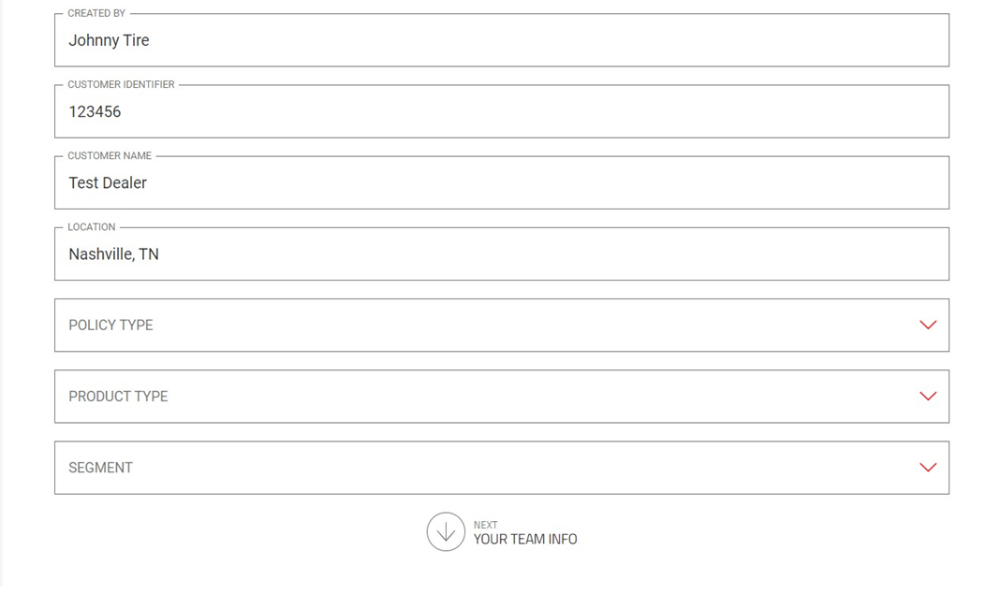 CREATED BY
Johnny Tire
CUSTOMER IDENTIFIER
123456
CUSTOMER NAME
Test Dealer
LOCATION
Nashville, TN
POLICY TYPE
PRODUCT TYPE
SEGMENT
NEXT
YOUR TEAM INFO